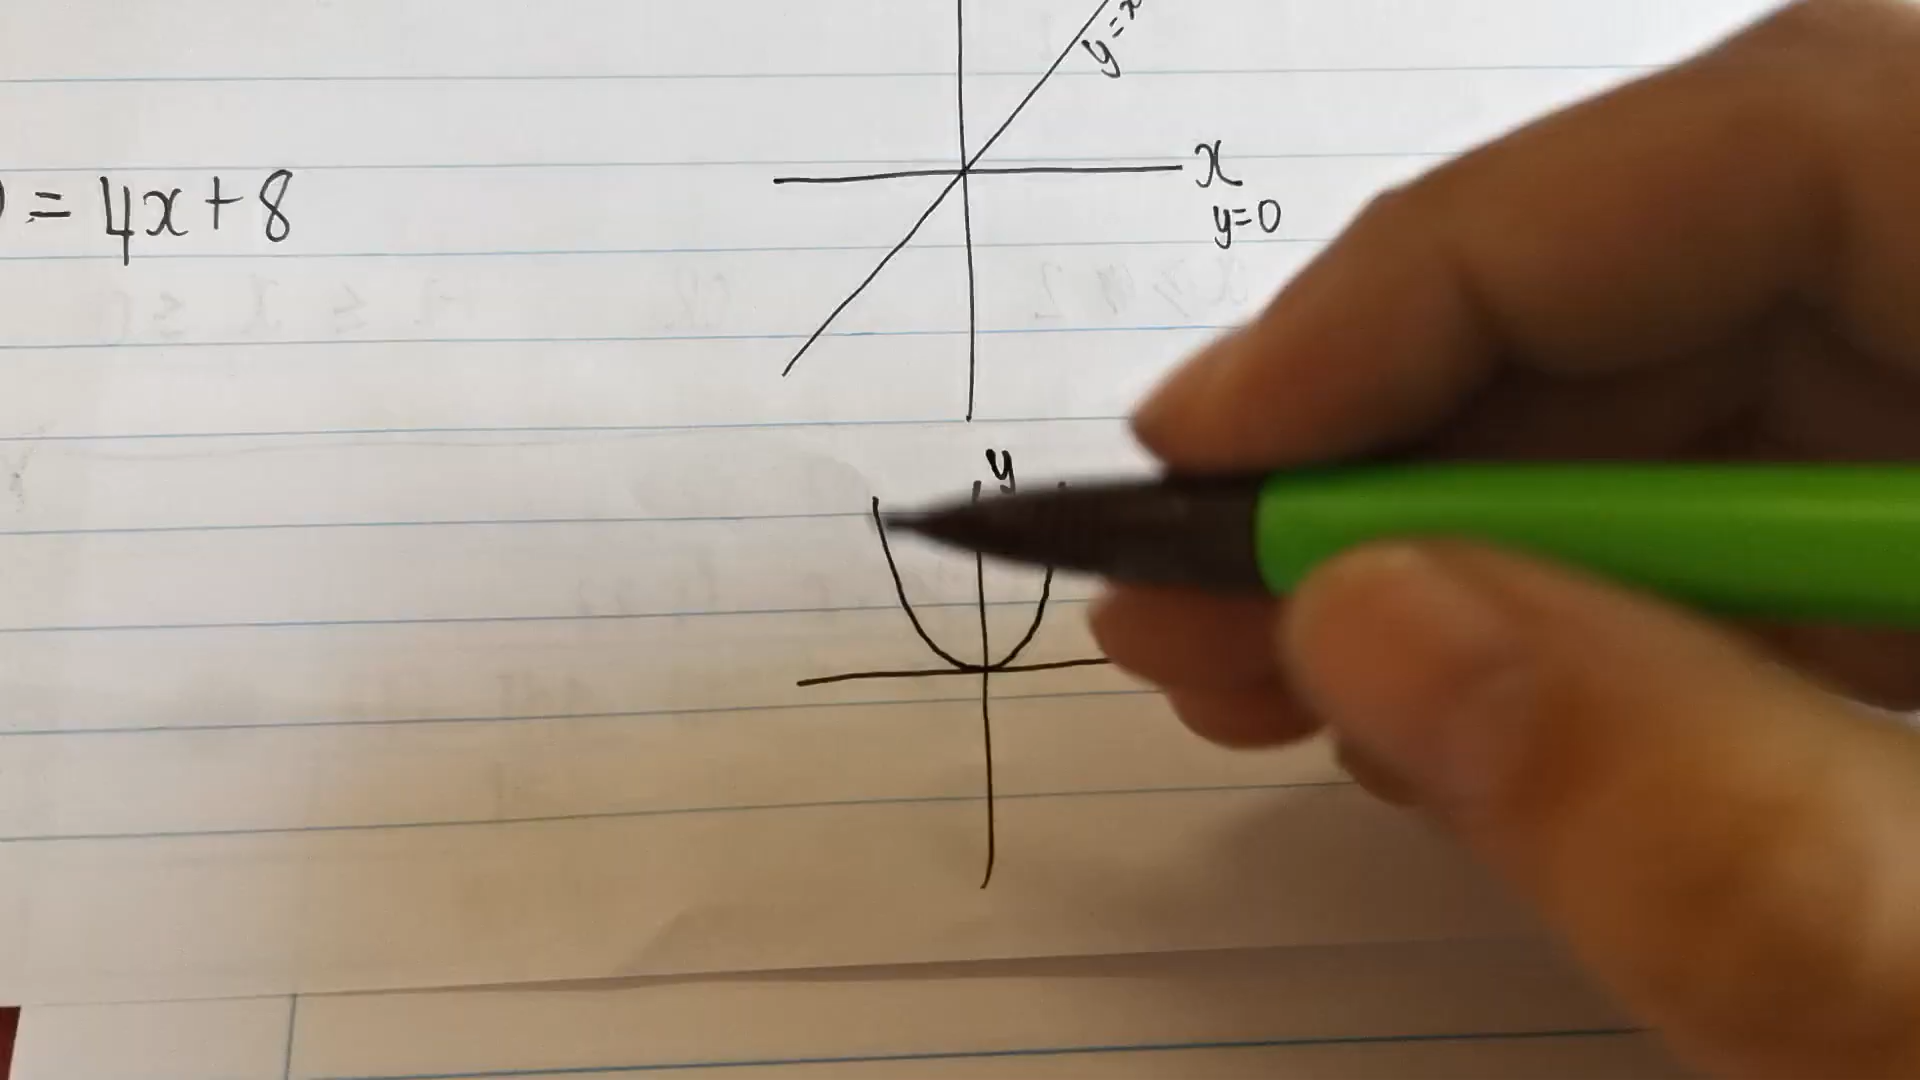 y=x
x
y=0
= 4x+8
y